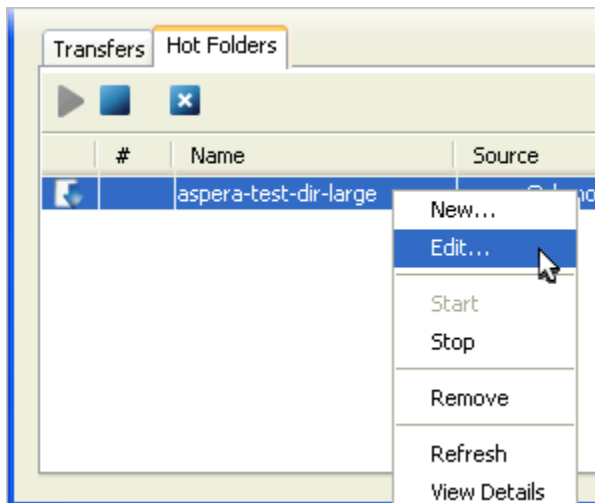 Transfers Hot Folders
# Name Source
aspera-test-dir-large
New...
Edit...
Start
Stop
Remove
Refresh
View Details